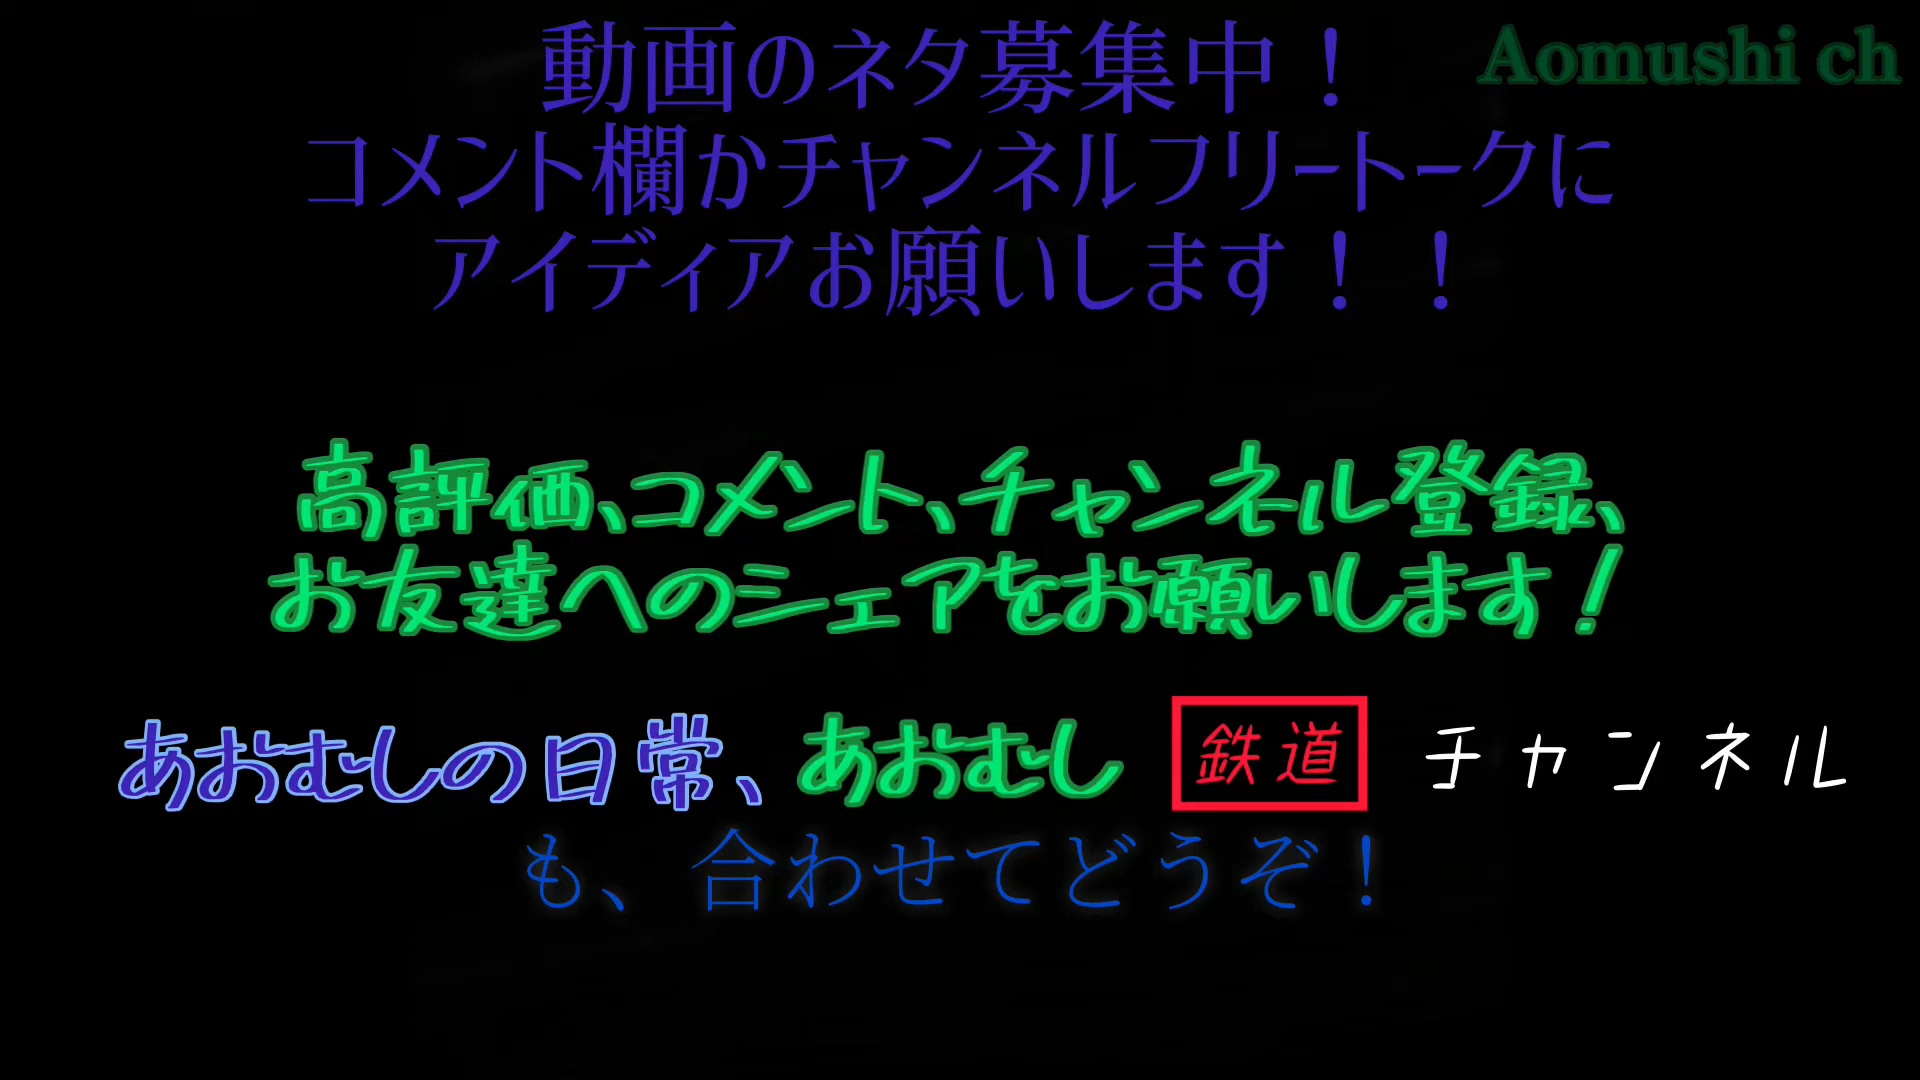 動画のネタ募集中！
Aomushi ch
コメント欄かチャンネルフリートークに
アイディアお願いします！！
高評価、コメント、チャンネル登録、
お友達へのシェアをお願いします！
あおむしの日常、あおむし 鉄道 チャンネル
も、合わせてどうぞ！